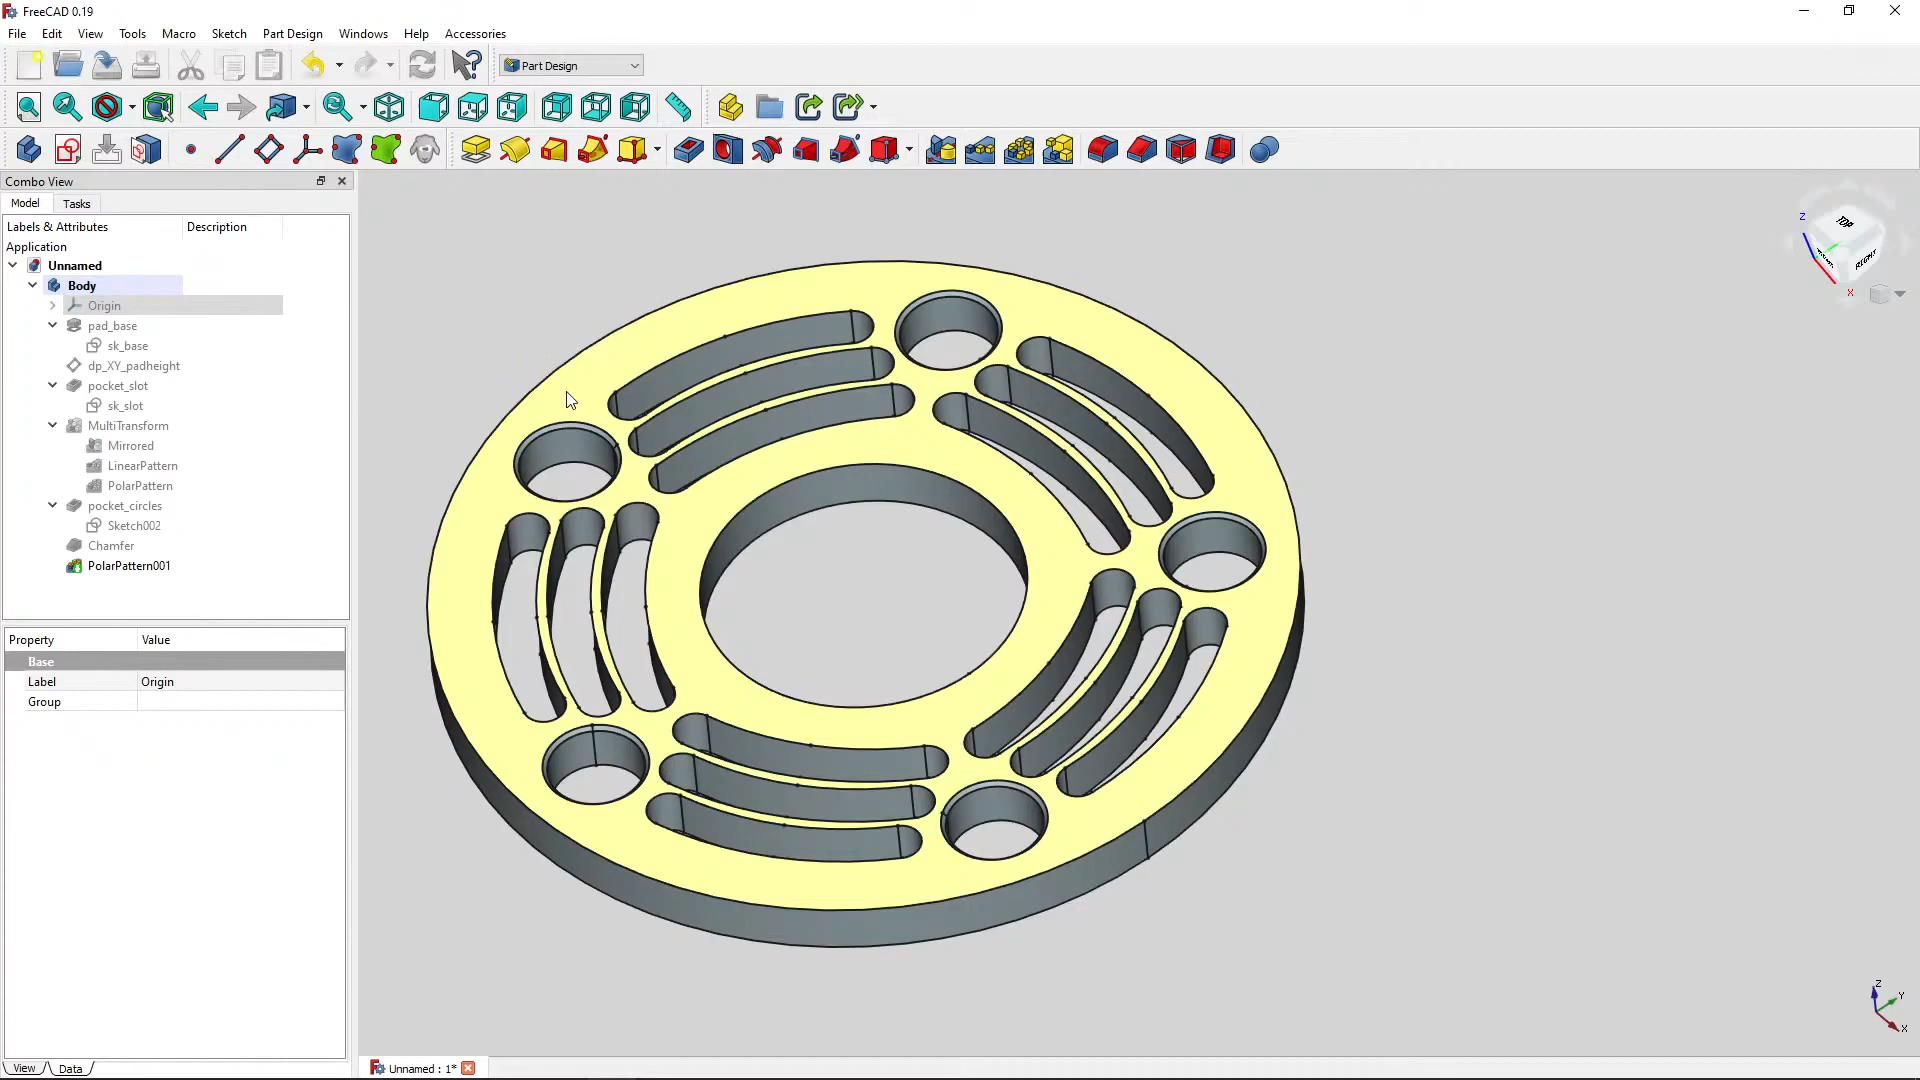 FreeCAD 0.19
File Edit View Tools Macro Sketch Part Design Windows Help Accessories
Part Design
Combo View
Model Tasks
Labels & Attributes Description
Application
Unnamed
Body
Origin
pad_base
sk_base
dp_XY_padheight
pocket_slot
sk_slot
MultiTransform
Mirrored
LinearPattern
PolarPattern
pocket_circles
Sketch002
Chamfer
PolarPattern001
Property Value
Base
Label Origin
Group
View Data
Unnamed : 1*
Z
TOP
RIGHT
X
Z
Y
X